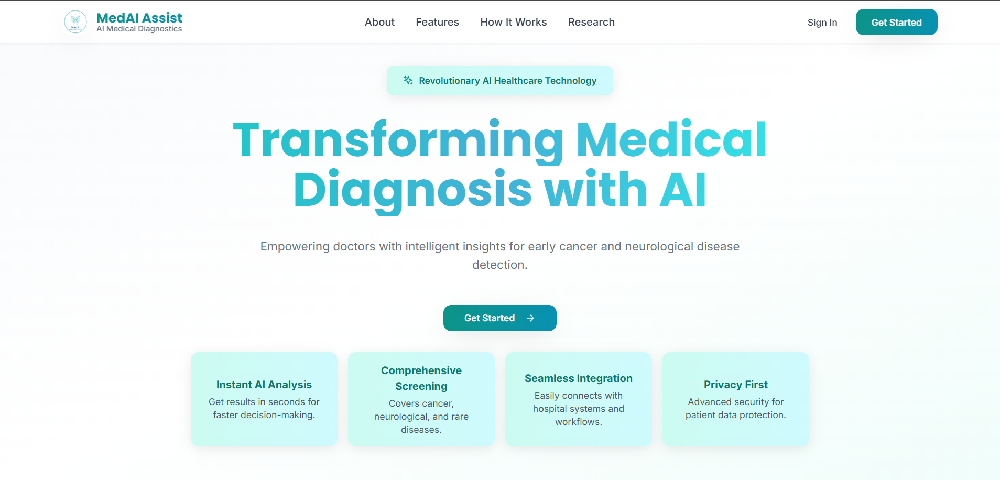 MedAI
MedAI Assist
AI Medical Diagnostics
About
Features
How It Works
Research
Sign In
Get Started
Revolutionary AI Healthcare Technology
Transforming Medical
Diagnosis with AI
Empowering doctors with intelligent insights for early cancer and neurological disease
detection.
Get Started
Instant AI Analysis
Get results in seconds for
faster decision-making.
Comprehensive
Screening
Covers cancer,
neurological, and rare
diseases.
Seamless Integration
Easily connects with
hospital systems and
workflows.
Privacy First
Advanced security for
patient data protection.